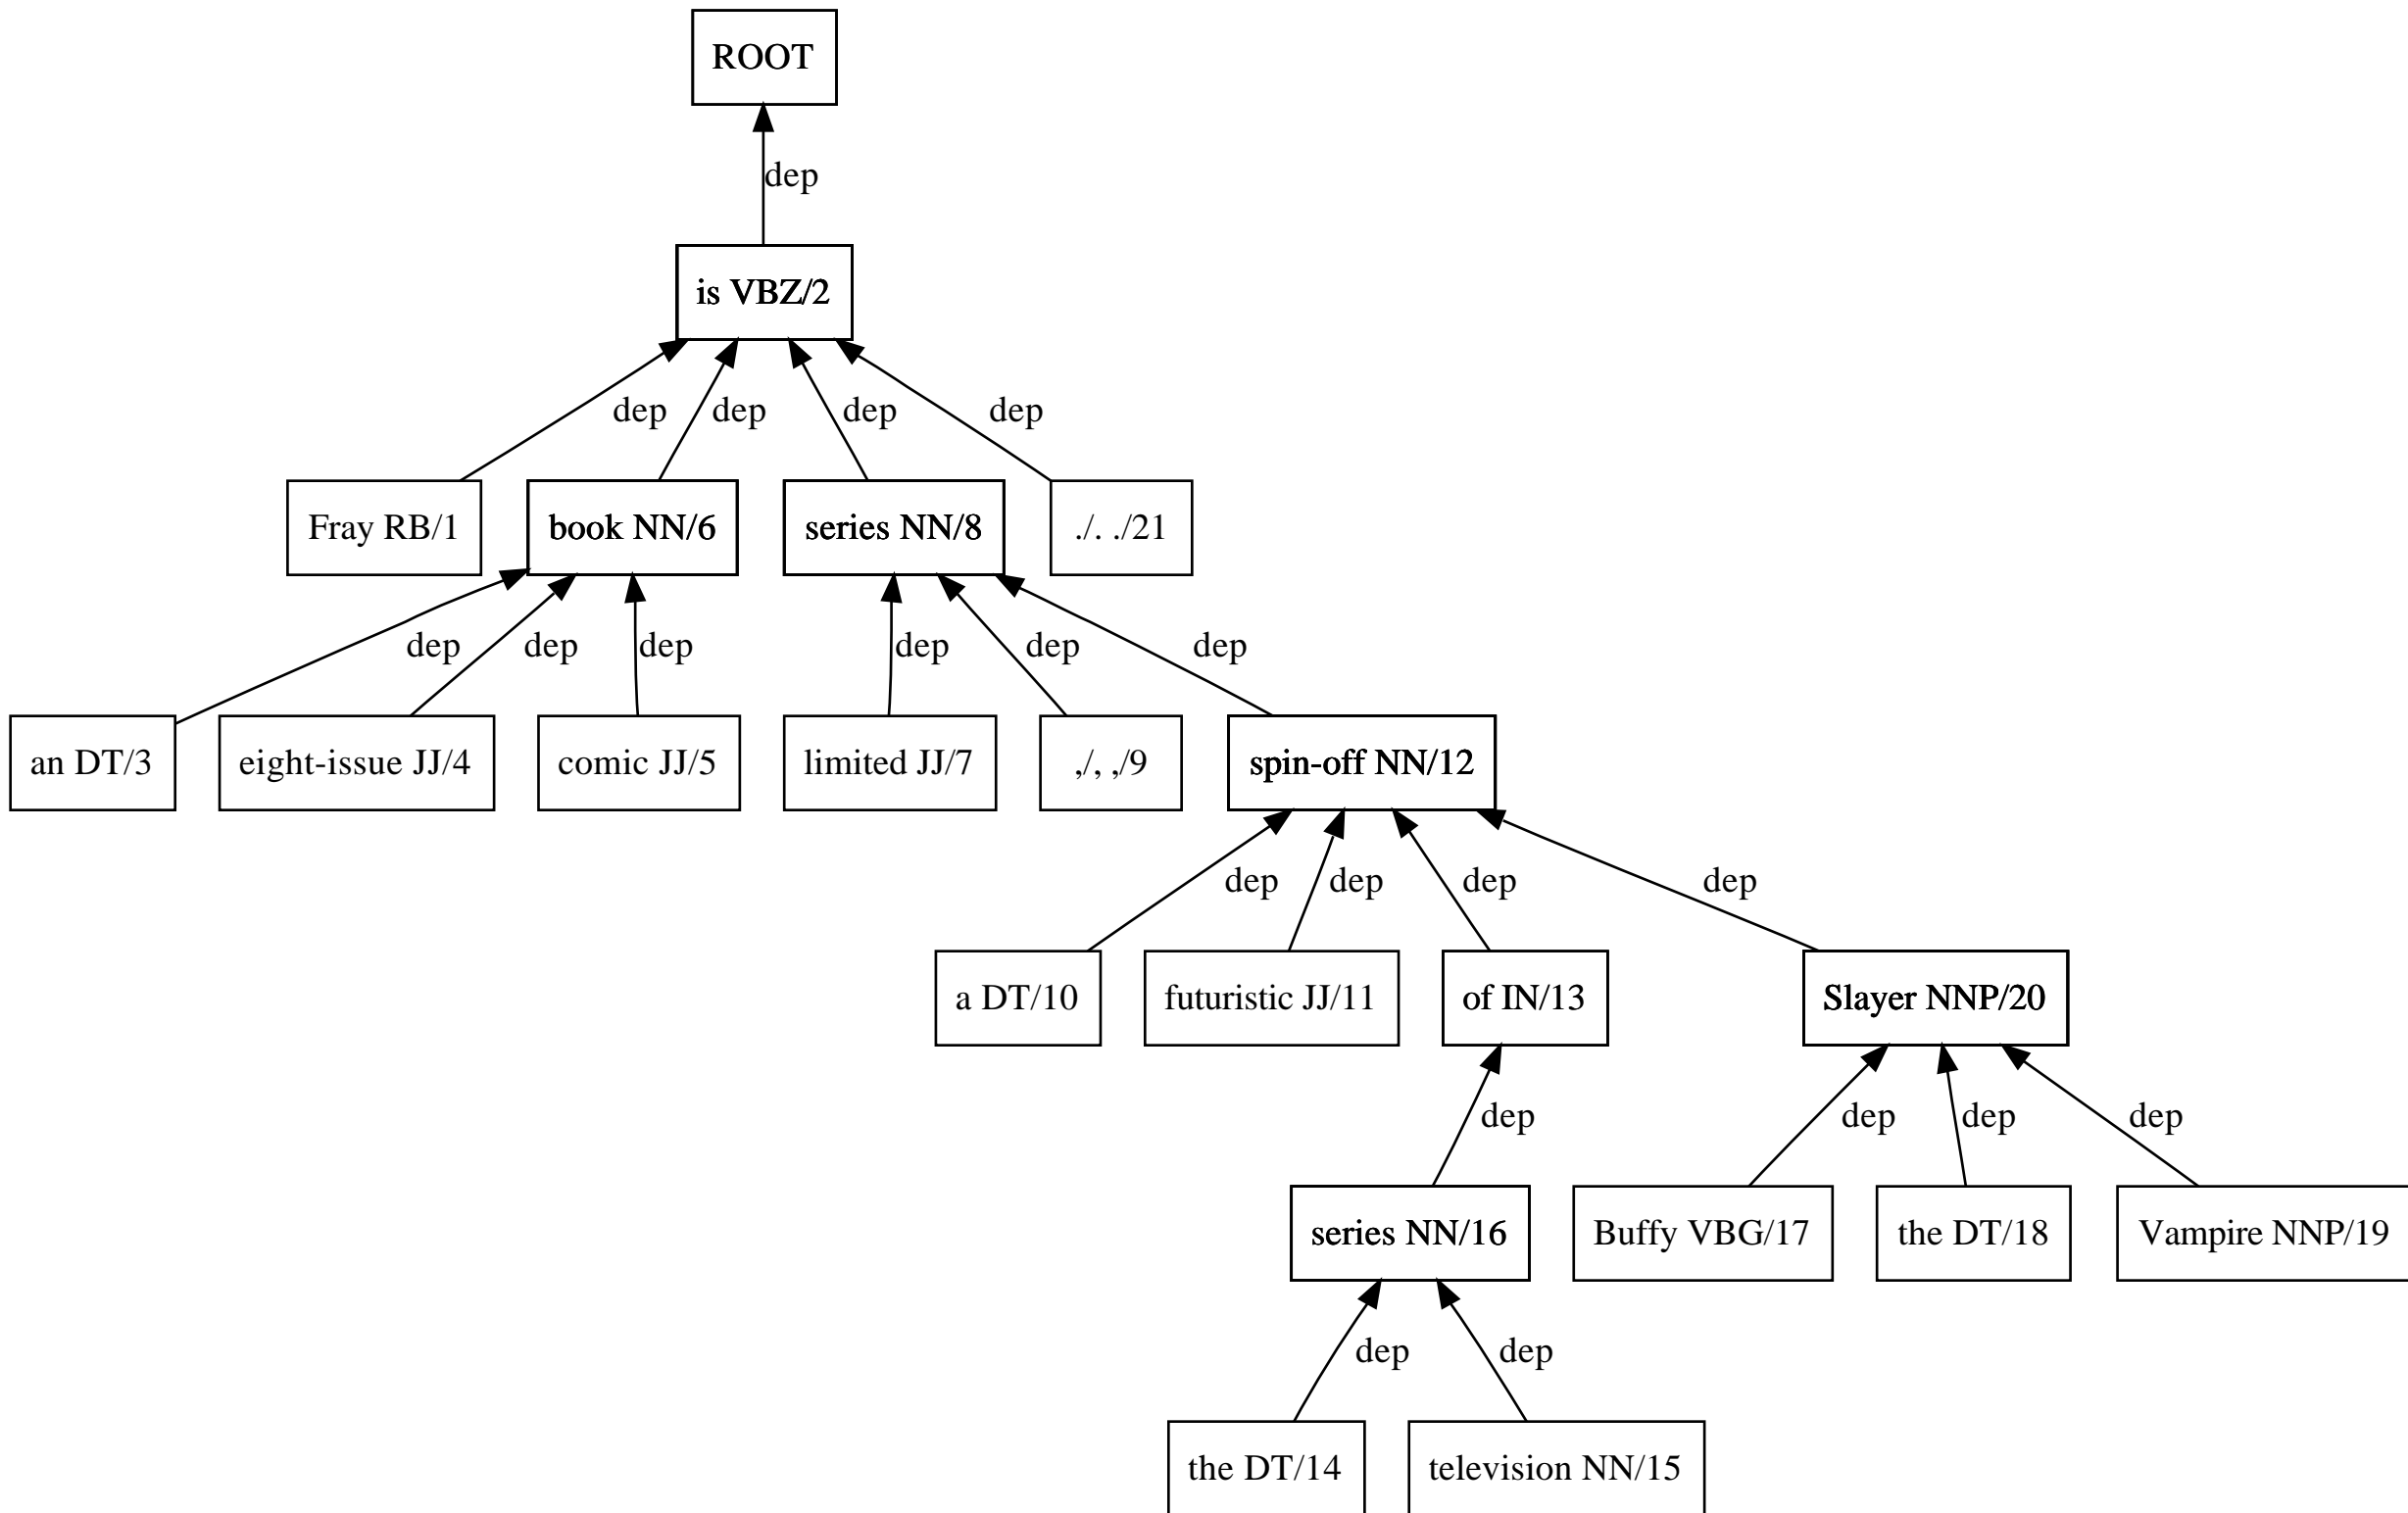 ROOT
dep
is VBZ/2
dep dep dep dep
Fray RB/1 book NN/6 series NN/8 ./. ./21
dep dep dep dep dep dep
an DT/3 eight-issue JJ/4 comic JJ/5 limited JJ/7 ,/, ,/9 spin-off NN/12
dep dep dep dep
a DT/10 futuristic JJ/11 of IN/13 Slayer NNP/20
dep dep dep dep
series NN/16 Buffy VBG/17 the DT/18 Vampire NNP/19
dep dep
the DT/14 television NN/15